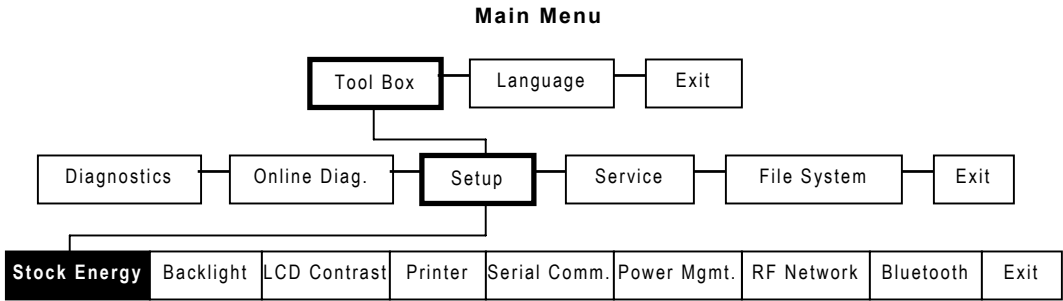 Main Menu
Tool Box Language Exit
Diagnostics Online Diag. Setup Service File System Exit
Stock Energy Backlight LCD Contrast Printer Serial Comm. Power Mgmt. RF Network Bluetooth Exit